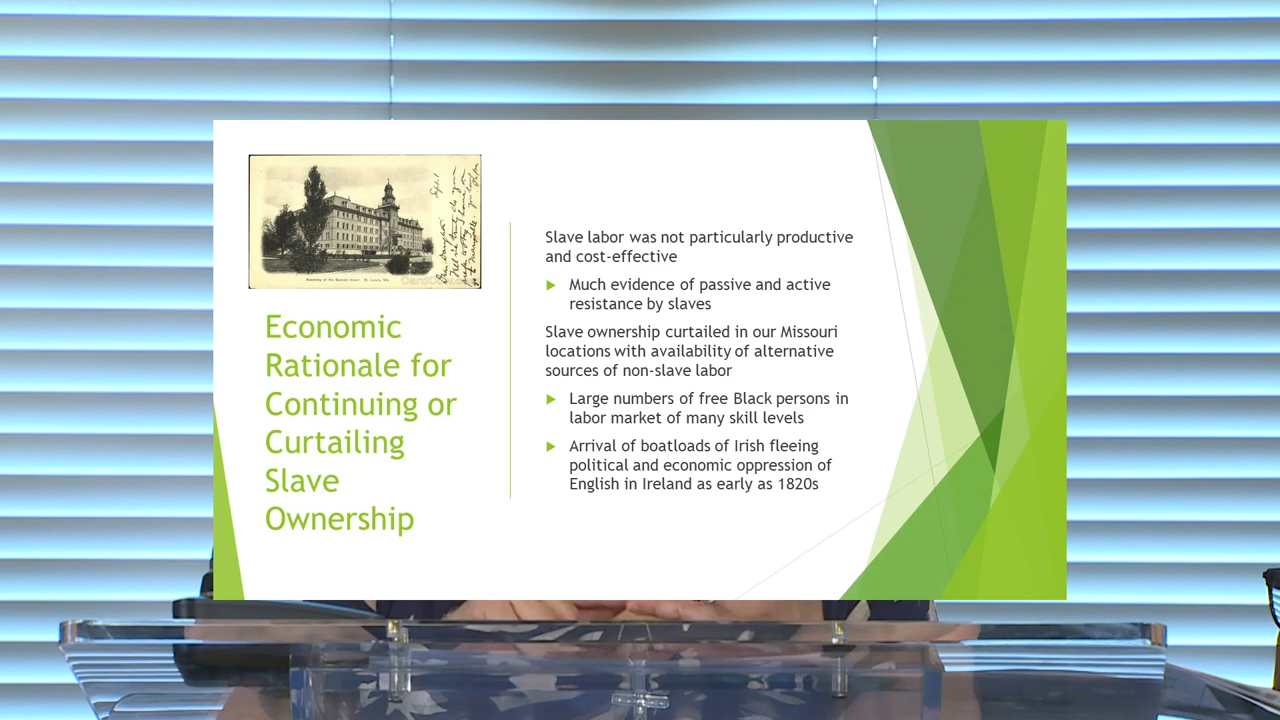 Economic
Rationale for
Continuing or
Curtailing
Slave
Ownership
Slave labor was not particularly productive
and cost-effective
Much evidence of passive and active
resistance by slaves
Slave ownership curtailed in our Missouri
locations with availability of alternative
sources of non-slave labor
Large numbers of free Black persons in
labor market of many skill levels
Arrival of boatloads of Irish fleeing
political and economic oppression of
English in Ireland as early as 1820s